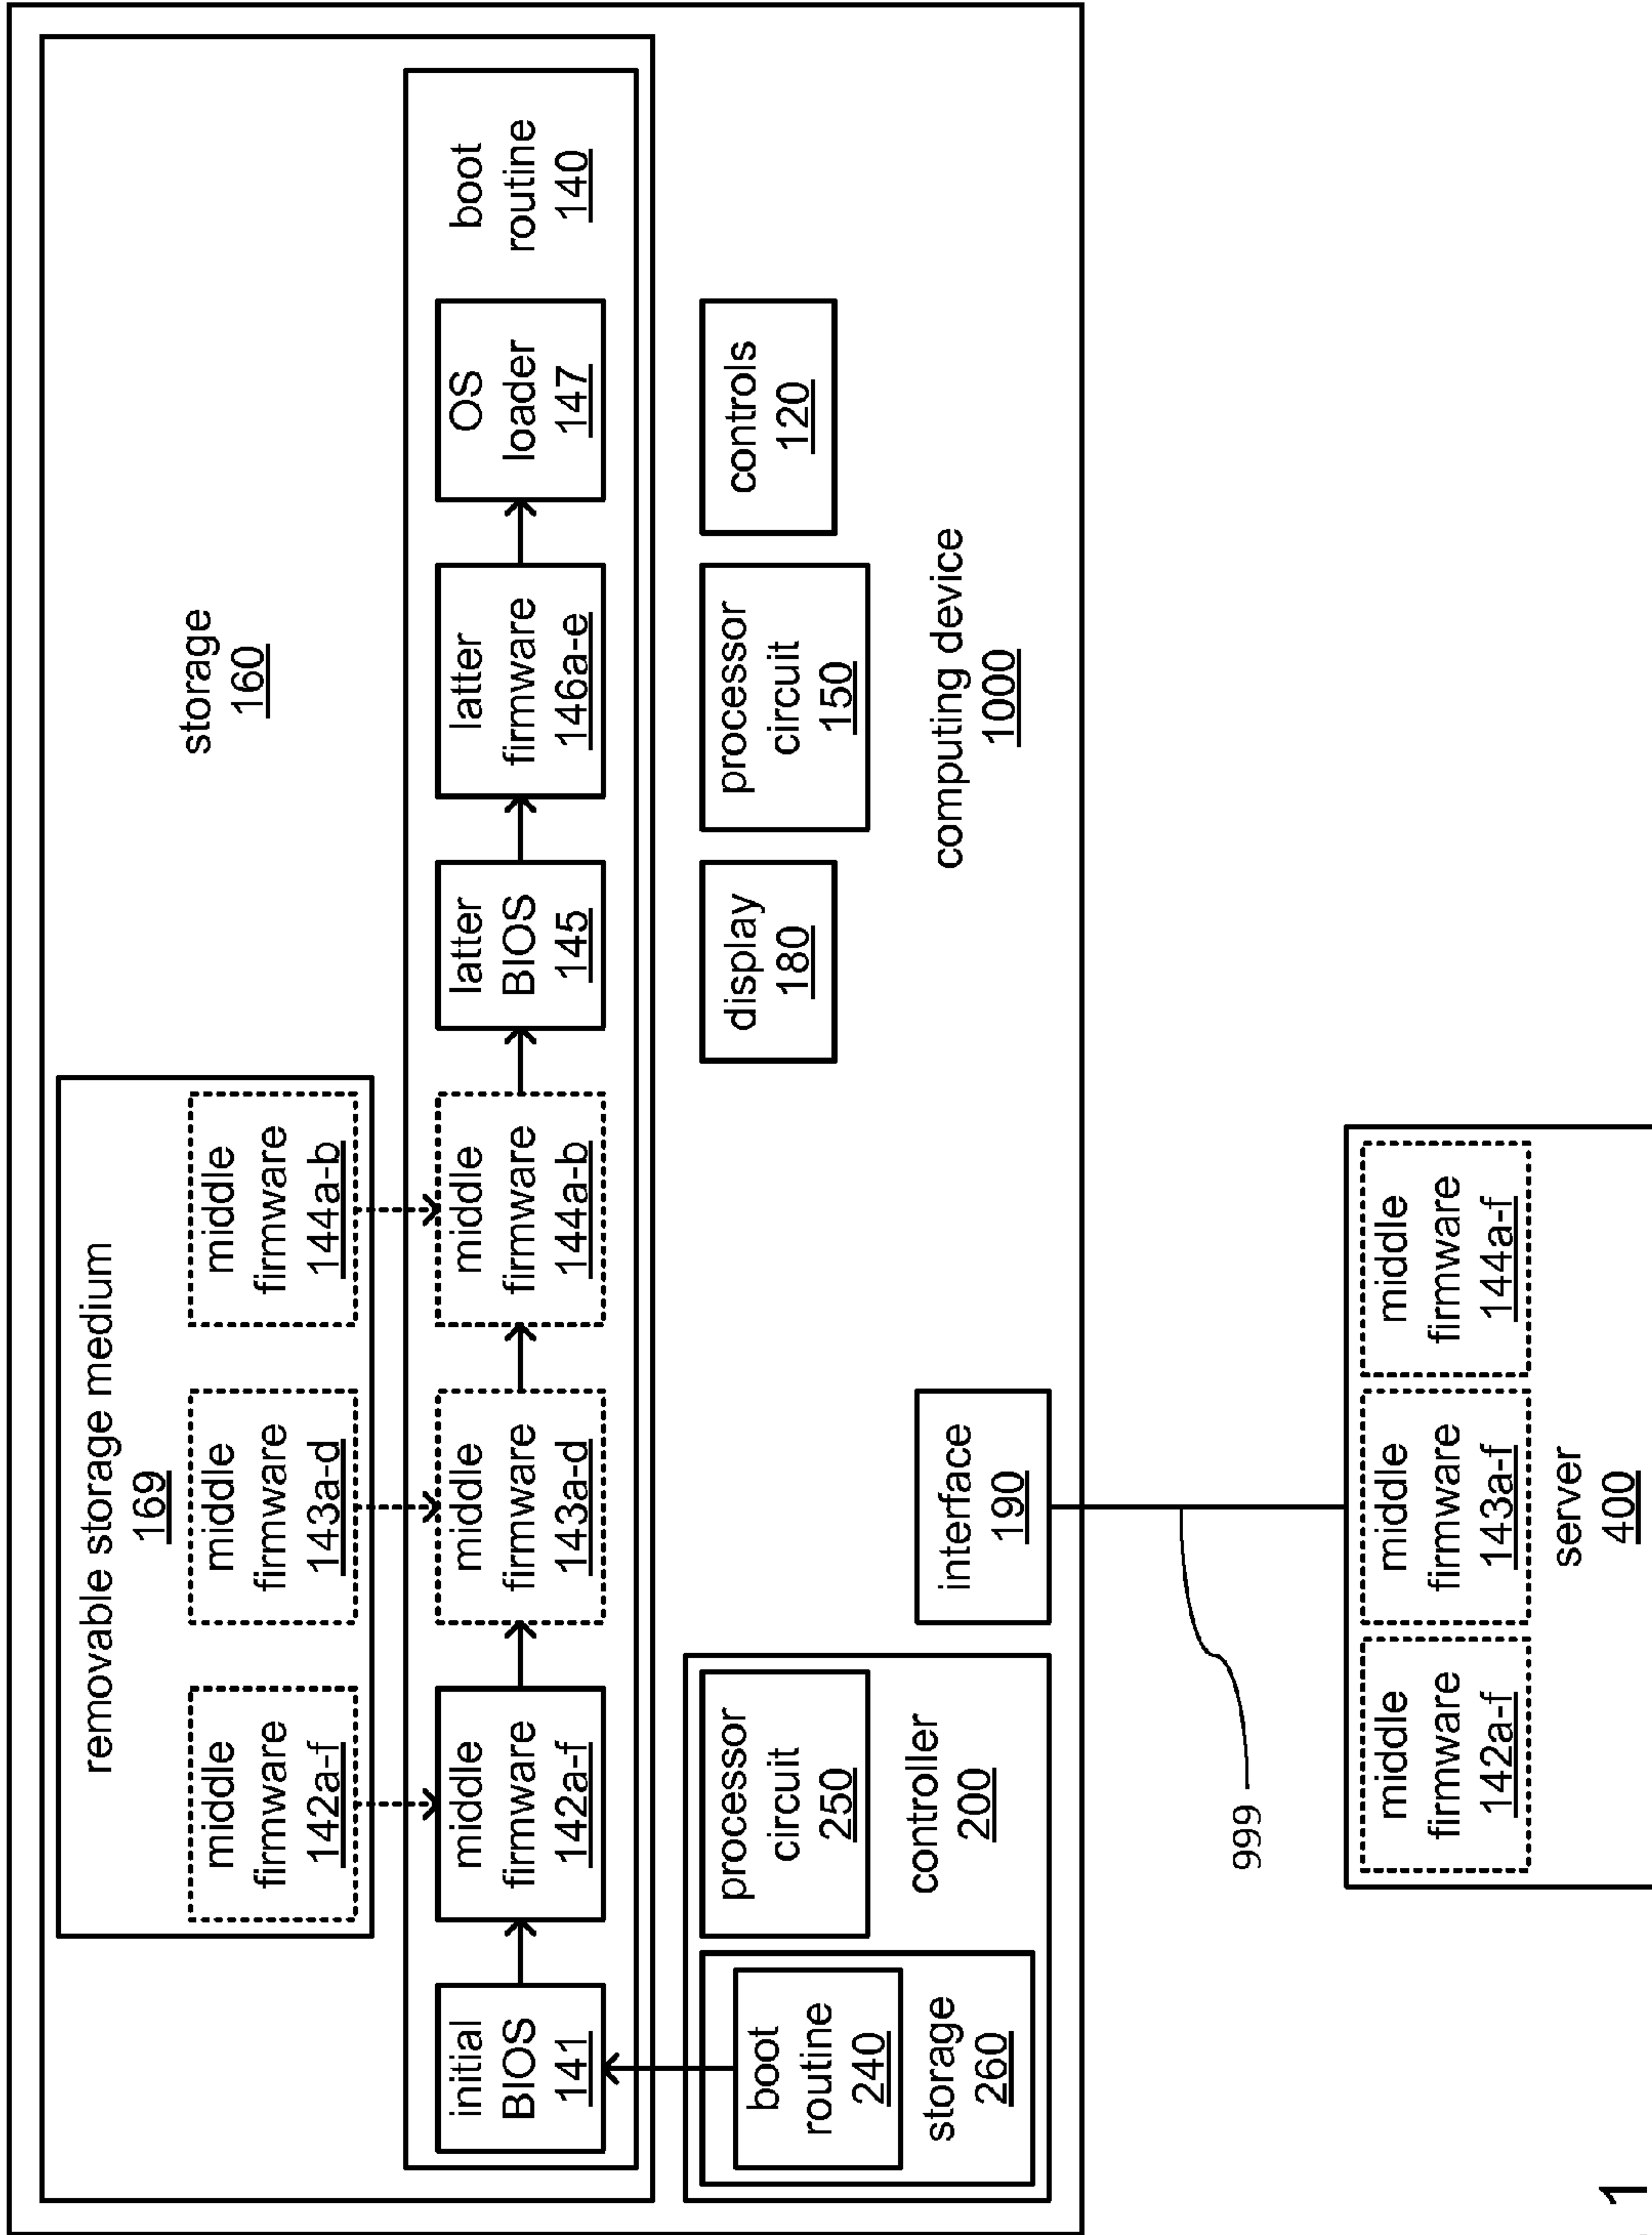 removable storage medium
169
middle
firmware
142a-f
middle
firmware
143a-d
middle
firmware
144a-b
storage
160
initial
BIOS
141
middle
firmware
142a-f
middle
firmware
143a-d
middle
firmware
144a-b
latter
BIOS
145
latter
firmware
146a-e
OS
loader
147
boot
routine
140
boot
routine
240
storage
260
processor
circuit
250
controller
200
interface
190
display
180
processor
circuit
150
controls
120
computing device
1000
999
middle
firmware
142a-f
middle
firmware
143a-f
middle
firmware
144a-f
server
400
1